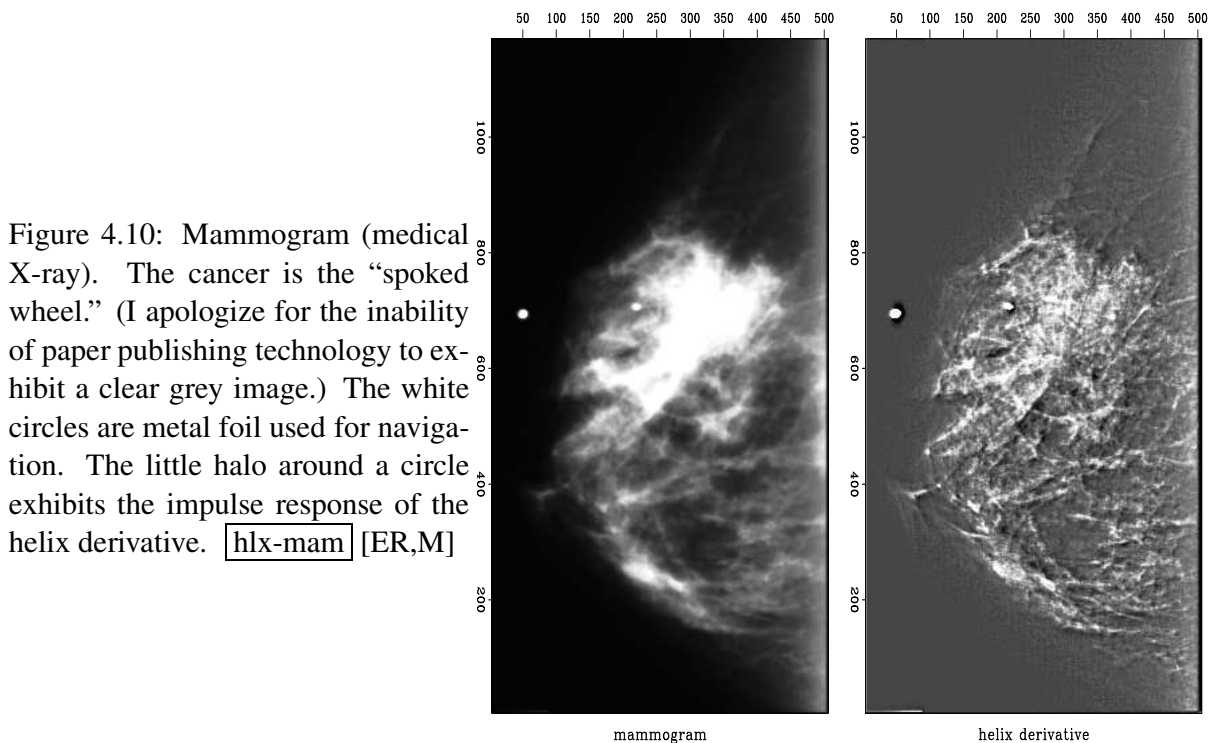 50 100 150 200 250 300 350 400 450 500
50 100 150 200 250 300 350 400 450 500
1000
800
600
400
200
1000
800
600
400
200
Figure 4.10: Mammogram (medical
X-ray). The cancer is the “spoked
wheel.” (I apologize for the inability
of paper publishing technology to ex-
hibit a clear grey image.) The white
circles are metal foil used for naviga-
tion. The little halo around a circle
exhibits the impulse response of the
helix derivative. hlx-mam [ER,M]
mammogram
helix derivative